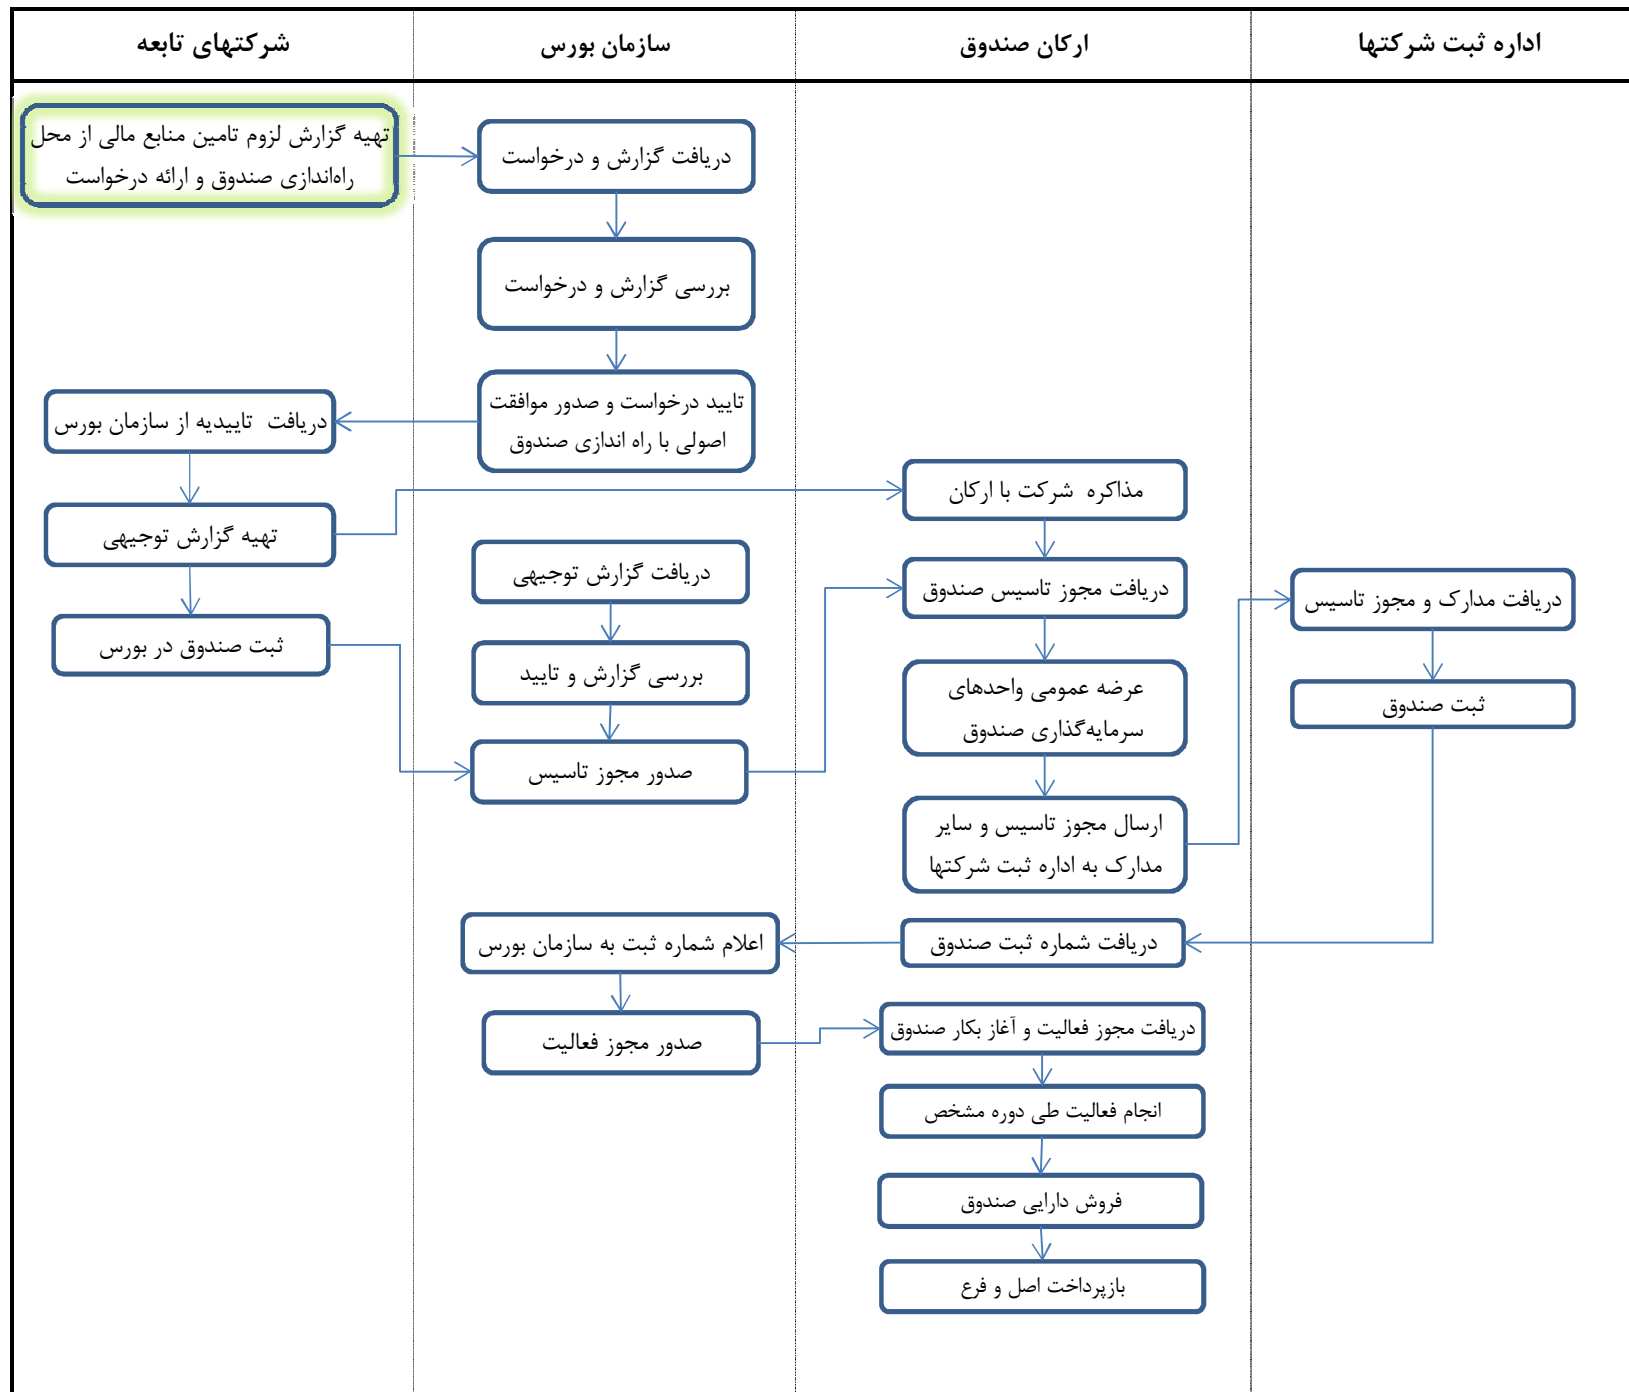 شرکتهای تابعه
سازمان بورس
ارکان صندوق
اداره ثبت شرکتها
تهیه گزارش لزوم تامین منابع مالی از محل
راه‌اندازی صندوق و ارائه درخواست
دریافت گزارش و درخواست
بررسی گزارش و درخواست
تایید درخواست و صدور موافقت
اصولی با راه اندازی صندوق
دریافت تاییدیه از سازمان بورس
تهیه گزارش توجیهی
مذاکره شرکت با ارکان
ثبت صندوق در بورس
دریافت گزارش توجیهی
بررسی گزارش و تایید
صدور مجوز تاسیس
دریافت مجوز تاسیس صندوق
عرضه عمومی واحدهای
سرمایه‌گذاری صندوق
ارسال مجوز تاسیس و سایر
مدارک به اداره ثبت شرکتها
دریافت مدارک و مجوز تاسیس
ثبت صندوق
دریافت شماره ثبت صندوق
اعلام شماره ثبت به سازمان بورس
صدور مجوز فعالیت
دریافت مجوز فعالیت و آغاز بکار صندوق
انجام فعالیت طی دوره مشخص
فروش دارایی صندوق
بازپرداخت اصل و فرع